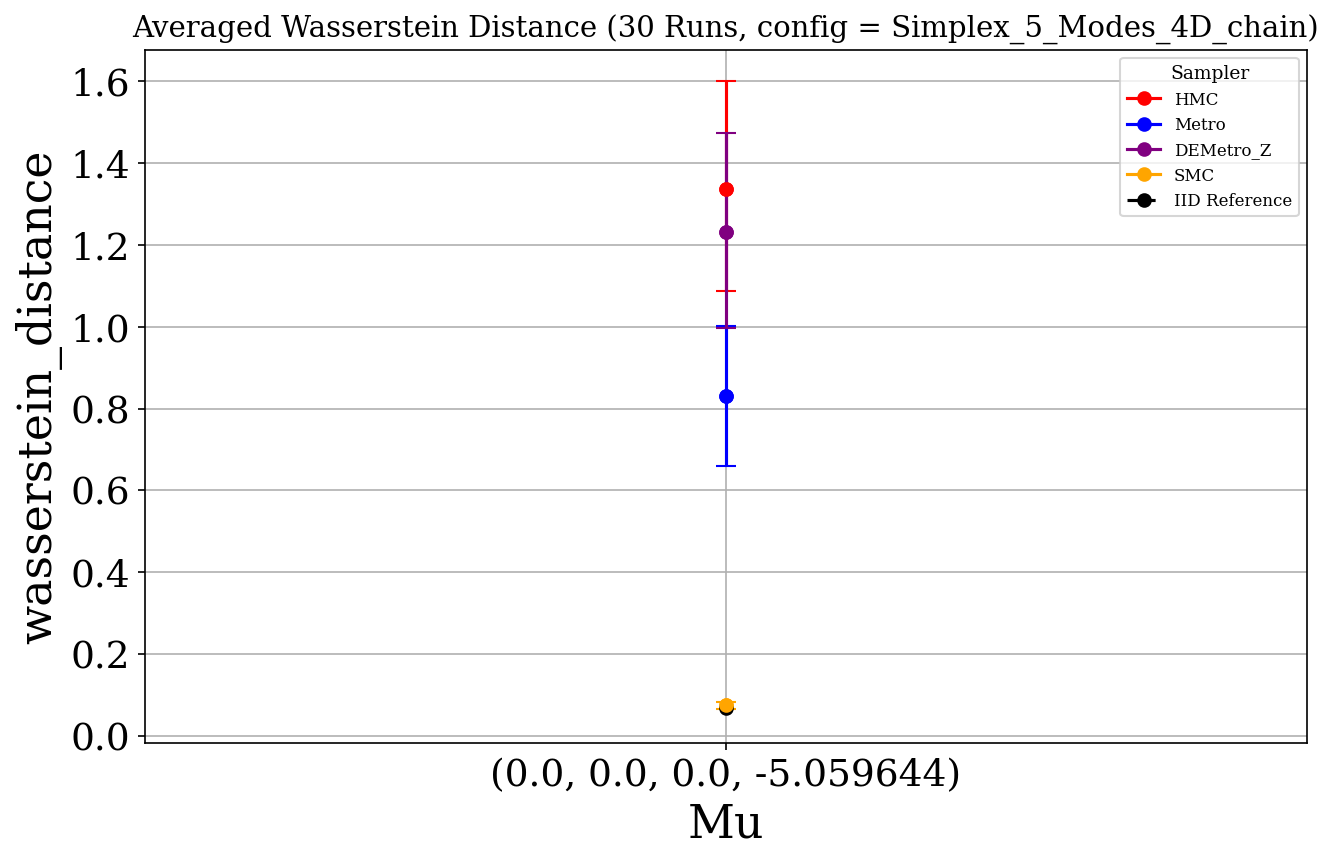 Averaged Wasserstein Distance (30 Runs, config = Simplex_5_Modes_4D_chain)
Sampler
HMC
Metro
DEMetro_Z
SMC
IID Reference
wasserstein_distance
1.6
1.4
1.2
1.0
0.8
0.6
0.4
0.2
0.0
(0.0, 0.0, 0.0, -5.059644)
Mu